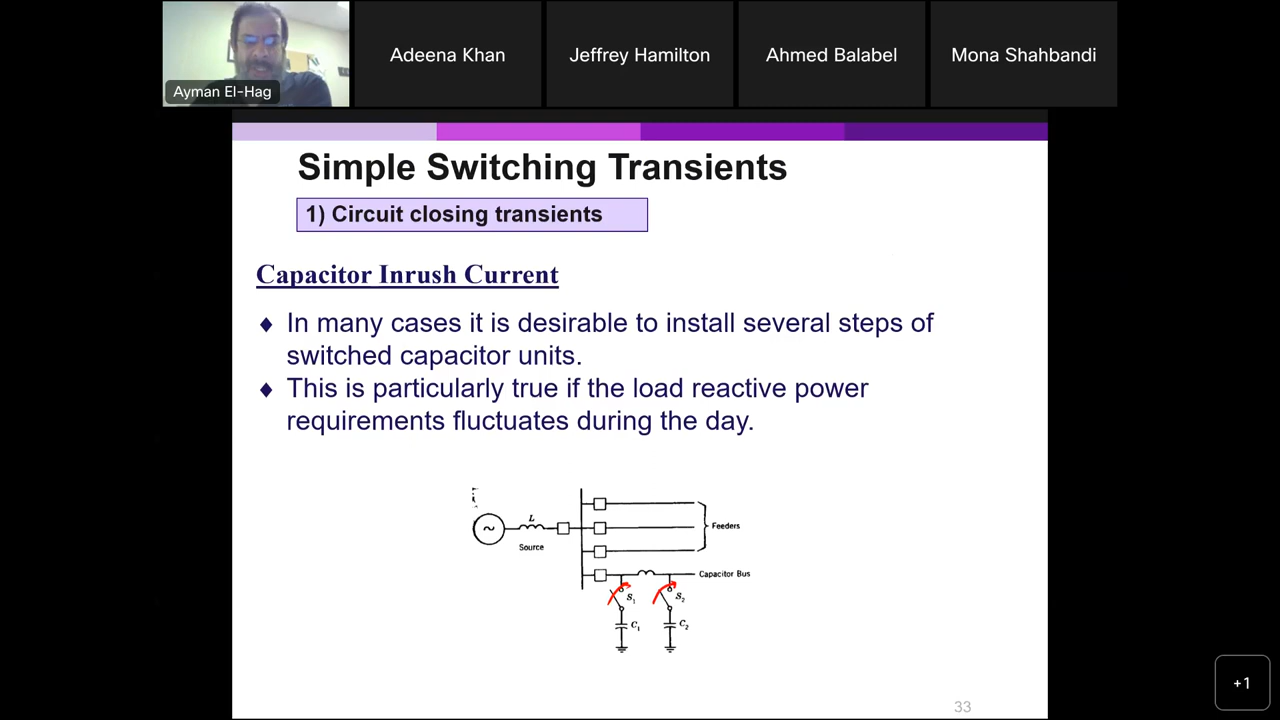 Ayman El-Hag
Adeena Khan
Jeffrey Hamilton
Ahmed Balabel
Mona Shahbandi
Simple Switching Transients
1) Circuit closing transients
Capacitor Inrush Current
♦ In many cases it is desirable to install several steps of
switched capacitor units.
♦ This is particularly true if the load reactive power
requirements fluctuates during the day.
L
Source
Feeders
Capacitor Bus
S1
S2
C1
C2
33
+1